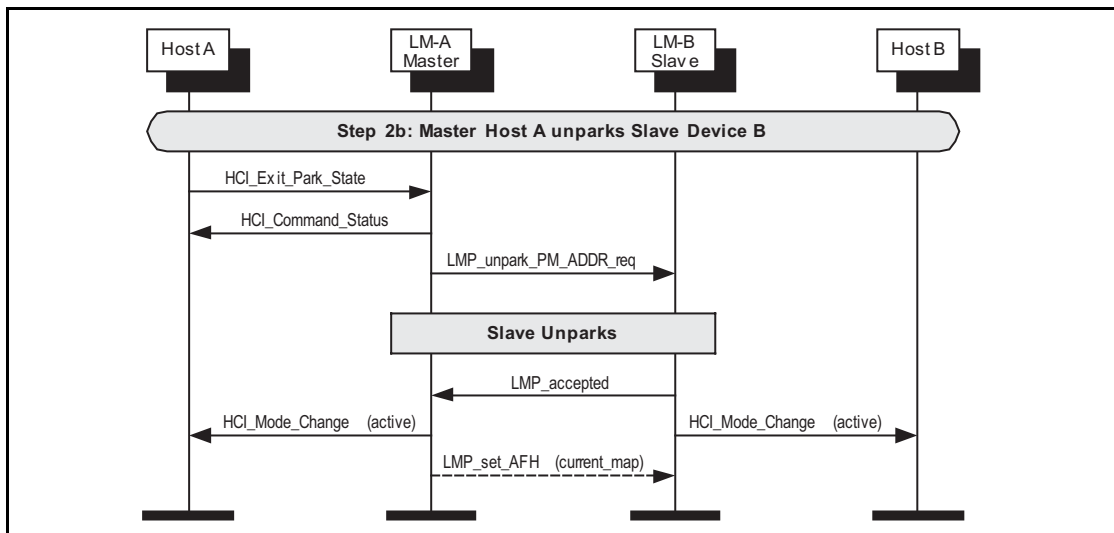 Host A
LM-A
Master
LM-B
Slave
Host B
Step 2b: Master Host A unparks Slave Device B
HCI_Exit_Park_State
HCI_Command_Status
LMP_unpark_PM_ADDR_req
Slave Unparks
LMP_accepted
HCI_Mode_Change (active)
HCI_Mode_Change (active)
LMP_set_AFH (current_map)